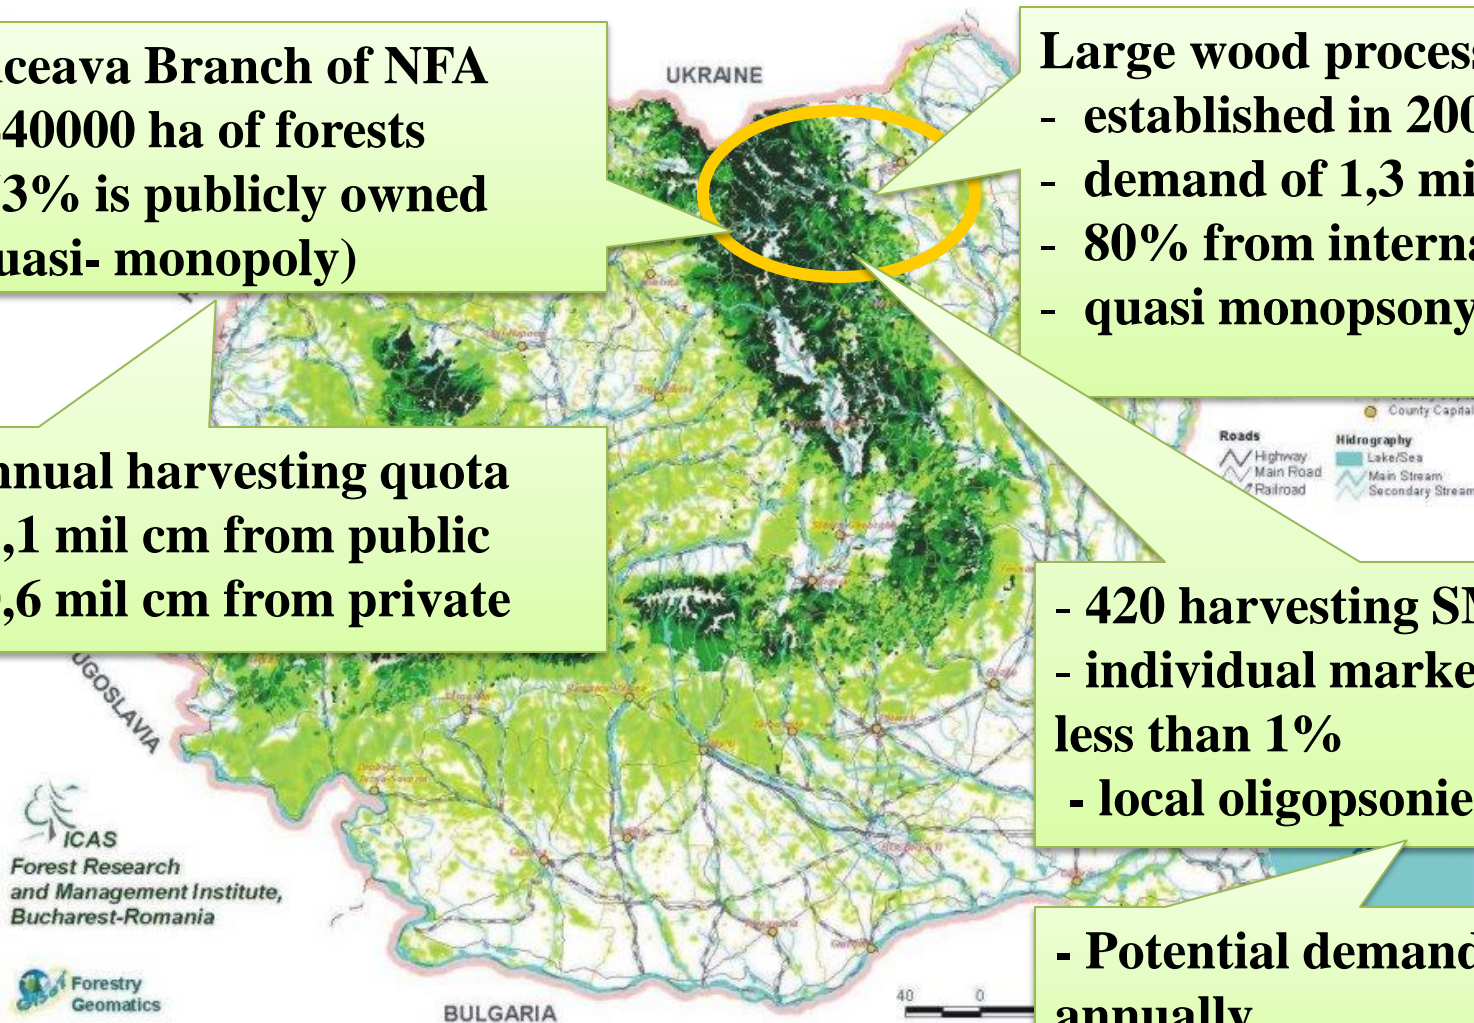 uceava Branch of NFA
40000 ha of forests
3% is publicly owned
uasi- monopoly)
UKRAINE
Large wood process
- established in 200
- demand of 1,3 mi
- 80% from interna
- quasi monopsony
nnual harvesting quota
,1 mil cm from public
,6 mil cm from private
County Capital
Roads
Highway
Main Road
Railroad
Hidrography
Lake/Sea
Main Stream
Secondary Stream
- 420 harvesting SM
- individual marke
less than 1%
- local oligopsonie
UGOSLAVIA
ICAS
Forest Research
and Management Institute,
Bucharest-Romania
Forestry
Geomatics
BULGARIA
40 0
- Potential demand
annually